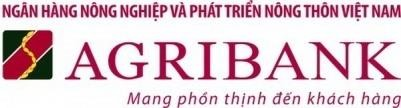 NGÂN HÀNG NÔNG NGHIỆP VÀ PHÁT TRIỂN NÔNG THÔN VIỆT NAM
AGRIBANK
Mang phồn thịnh đến khách hàng